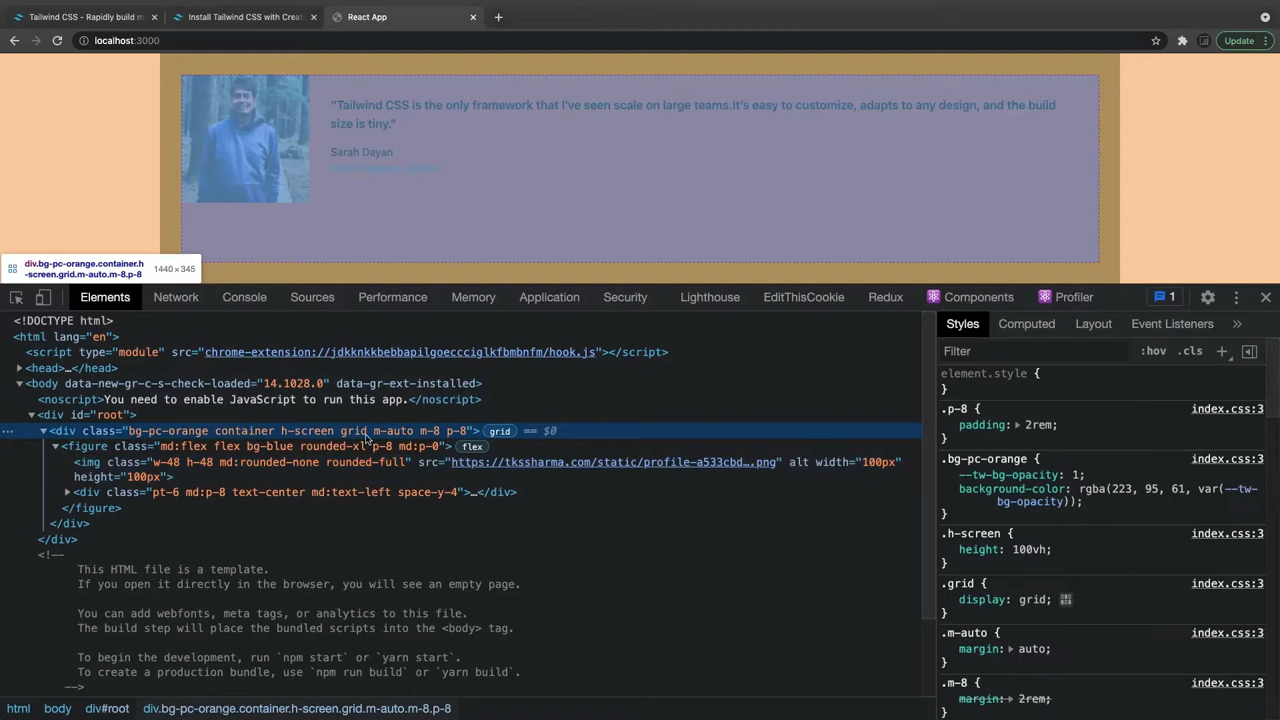 Tailwind CSS - Rapidly build m
Install Tailwind CSS with Create
React App
localhost:3000
Update
“Tailwind CSS is the only framework that I've seen scale on large teams.It's easy to customize, adapts to any design, and the build
size is tiny.”
Sarah Dayan
div.bg-pc-orange.container.h
-screen.grid.m-auto.m-8.p-8
1440×345
Elements Network Console Sources Performance Memory Application Security Lighthouse EditThisCookie Redux Components Profiler 1
<!DOCTYPE html>
<html lang="en">
<script type="module" src="chrome-extension://jdkknkkbebbapilgoeccciglkfbmbnfm/hook.js"></script>
<head>…</head>
<body data-new-gr-c-s-check-loaded="14.1028.0" data-gr-ext-installed>
<noscript>You need to enable JavaScript to run this app.</noscript>
<div id="root">
<div class="bg-pc-orange container h-screen grid m-auto m-8 p-8"> grid == $0
<figure class="md:flex flex bg-blue rounded-xl p-8 md:p-0"> flex
<img class="w-48 h-48 md:rounded-none rounded-full" src="https://tkssharma.com/static/profile-a533cbd….png" alt width="100px"
height="100px">
<div class="pt-6 md:p-8 text-center md:text-left space-y-4">…</div>
</figure>
</div>
</div>
<!--
This HTML file is a template.
If you open it directly in the browser, you will see an empty page.
You can add webfonts, meta tags, or analytics to this file.
The build step will place the bundled scripts into the <body> tag.
To begin the development, run `npm start` or `yarn start`.
To create a production bundle, use `npm run build` or `yarn build`.
-->
html body div#root div.bg-pc-orange.container.h-screen.grid.m-auto.m-8.p-8
Styles Computed Layout Event Listeners
Filter :hov .cls
element.style {
}
.p-8 { index.css:3
padding: 2rem;
}
.bg-pc-orange { index.css:3
--tw-bg-opacity: 1;
background-color: rgba(223, 95, 61, var(--tw-
bg-opacity));
}
.h-screen { index.css:3
height: 100vh;
}
.grid { index.css:3
display: grid;
}
.m-auto { index.css:3
margin: auto;
}
.m-8 { index.css:3
margin: 2rem;
}